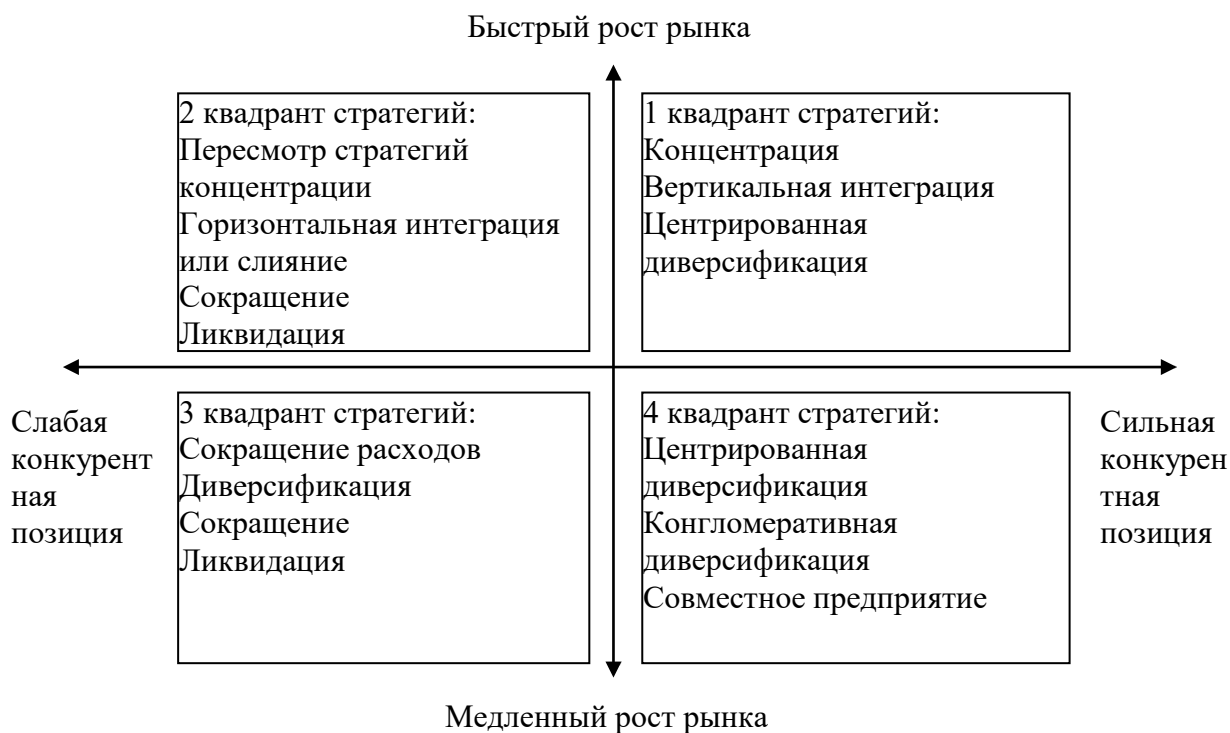 Быстрый рост рынка
2 квадрант стратегий:
Пересмотр стратегий
концентрации
Горизонтальная интеграция
или слияние
Сокращение
Ликвидация
1 квадрант стратегий:
Концентрация
Вертикальная интеграция
Центрированная
диверсификация
Слабая
конкурент
ная
позиция
3 квадрант стратегий:
Сокращение расходов
Диверсификация
Сокращение
Ликвидация
4 квадрант стратегий:
Центрированная
диверсификация
Конгломеративная
диверсификация
Совместное предприятие
Сильная
конкурен
тная
позиция
Медленный рост рынка